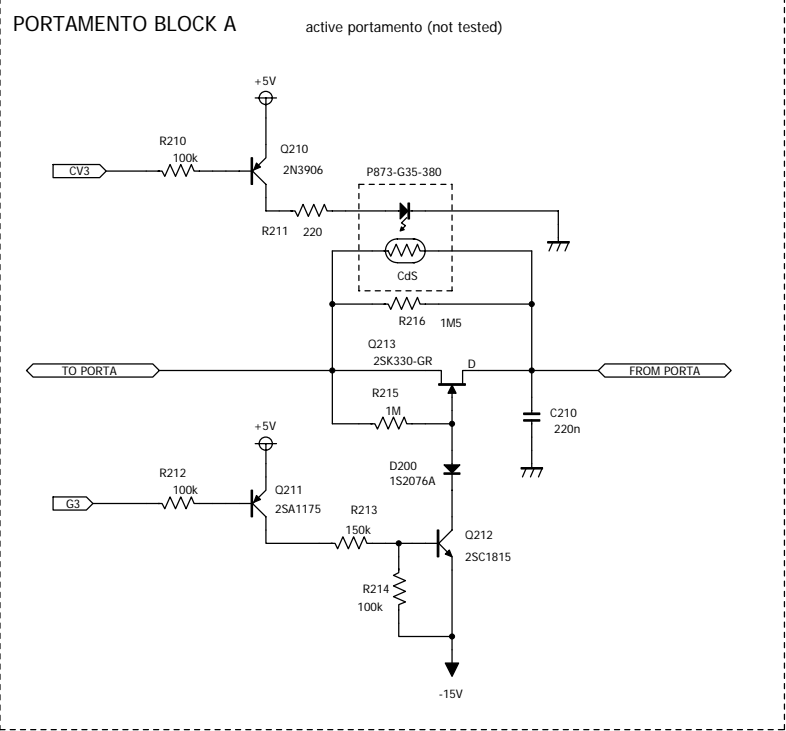 PORTAMENTO BLOCK A
active portamento (not tested)
+5V
R210
100k
CV3
Q210
2N3906
P873-G35-380
R211 220
CdS
R216 1M5
Q213
2SK330-GR
D
TO PORTA
FROM PORTA
R215
1M
C210
220n
+5V
D200
1S2076A
R212
100k
G3
Q211
2SA1175
R213
150k
Q212
2SC1815
R214
100k
-15V